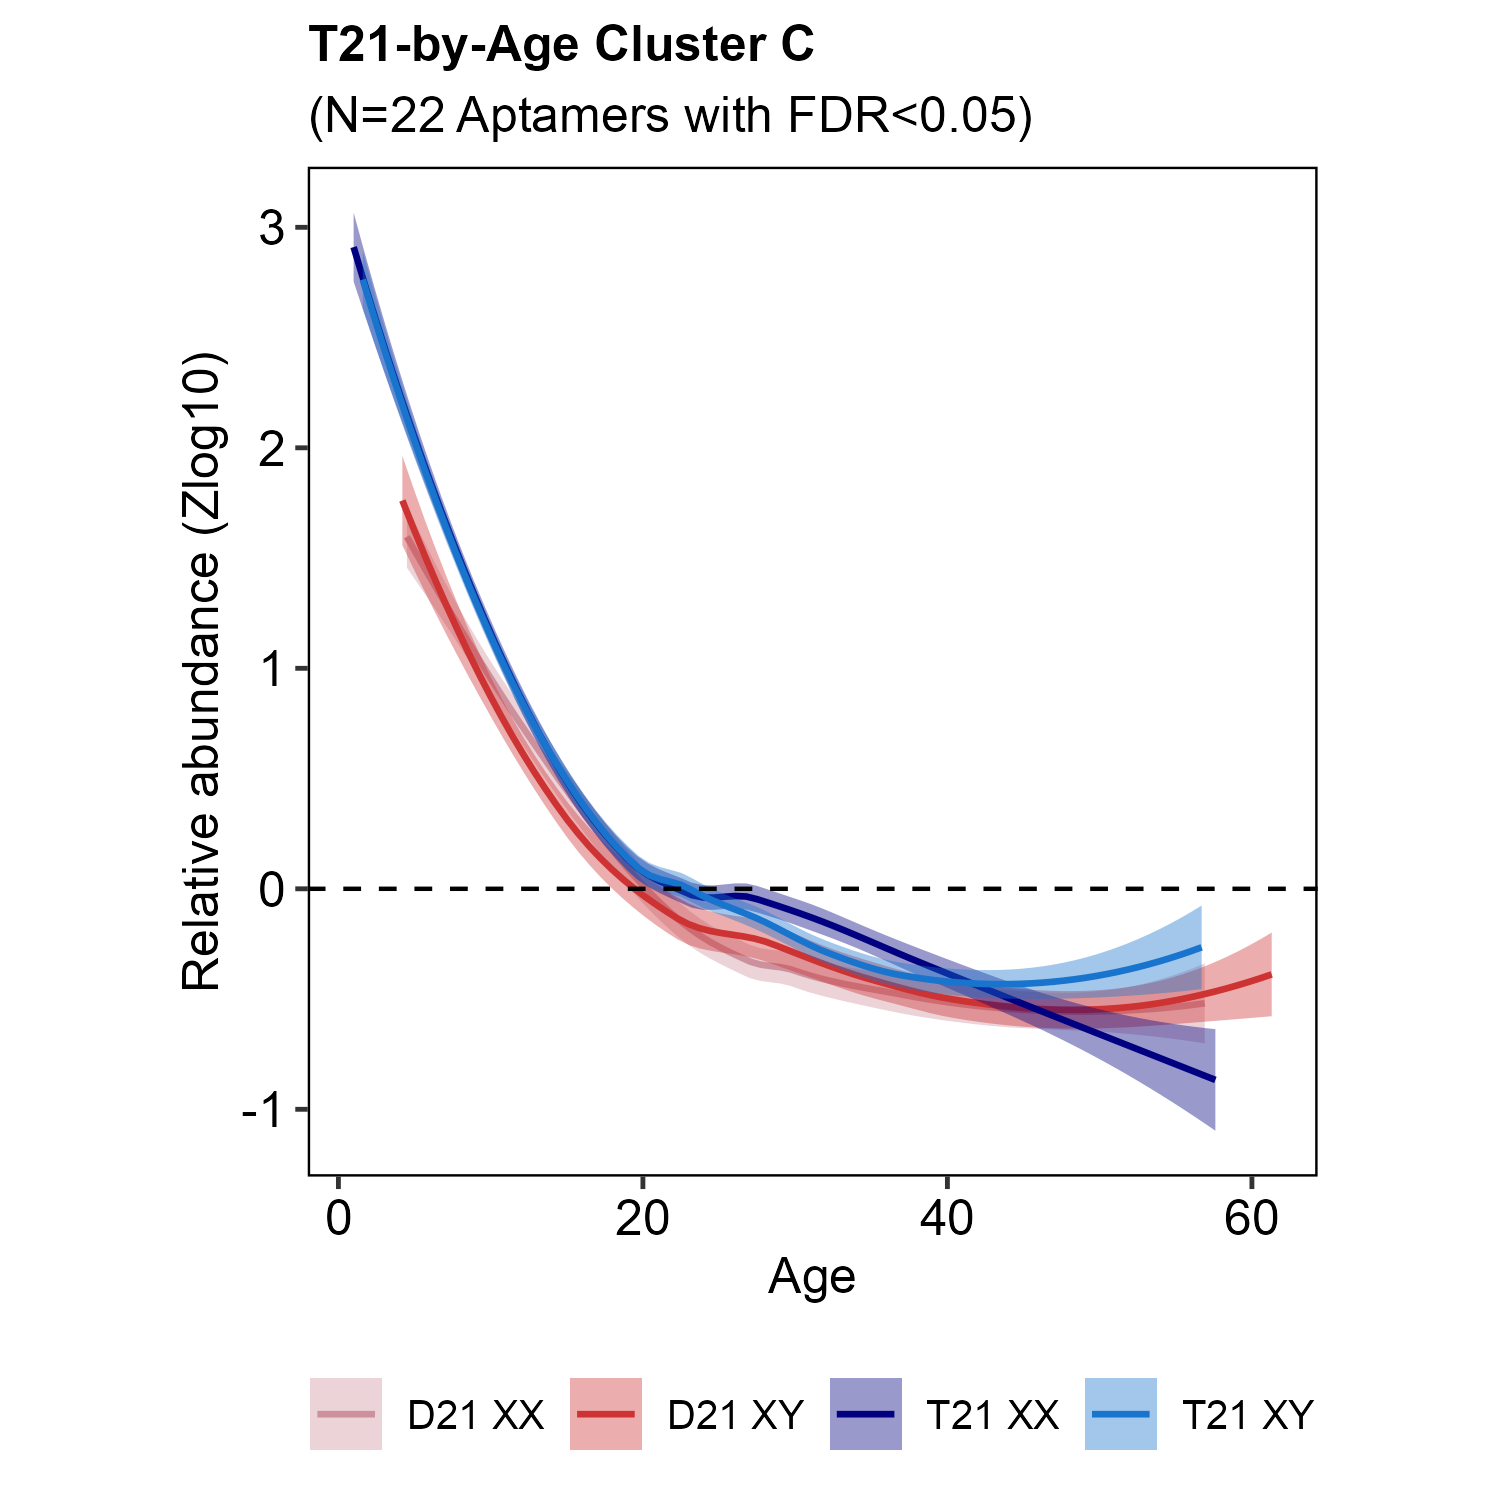 T21-by-Age Cluster C
(N=22 Aptamers with FDR<0.05)
Relative abundance (Zlog10)
3
2
1
0
-1
0 20 40 60
Age
D21 XX D21 XY T21 XX T21 XY